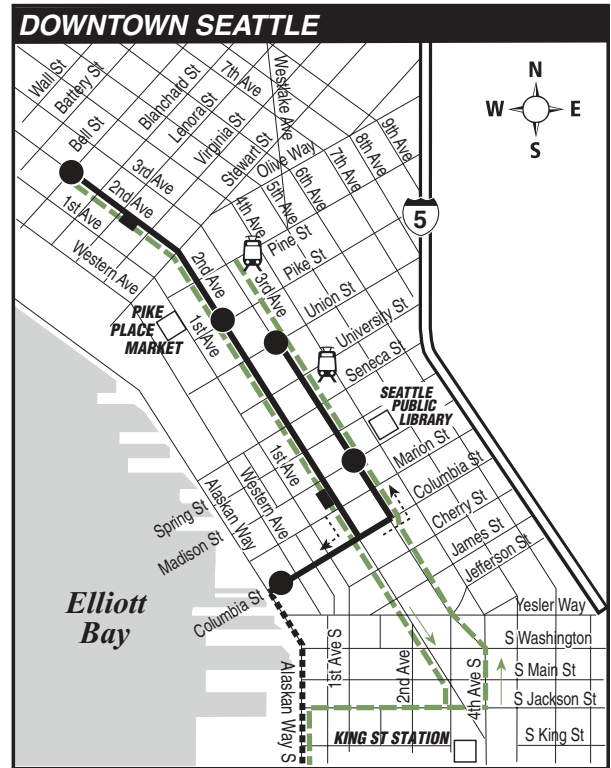 DOWNTOWN SEATTLE
Wall St
Battery St
Bell St
Blanchard St
Lenora St
Virginia St
Stewart St
Olive Way
7th Ave
Westlake Ave
9th Ave
8th Ave
7th Ave
6th Ave
5th Ave
4th Ave
3rd Ave
2nd Ave
1st Ave
Western Ave
N
W
E
S
5
Pine St
Pike St
Union St
University St
Seneca St
2nd Ave
3rd Ave
1st Ave
PIKE
PLACE
MARKET
SEATTLE
PUBLIC
LIBRARY
Marion St
Columbia St
Cherry St
James St
Jefferson St
1st Ave
Western Ave
Alaskan Way
Spring St
Madison St
Columbia St
Elliott
Bay
Yesler Way
S Washington
S Main St
S Jackson St
S King St
Alaskan Way S
1st Ave S
2nd Ave
4th Ave S
KING ST STATION